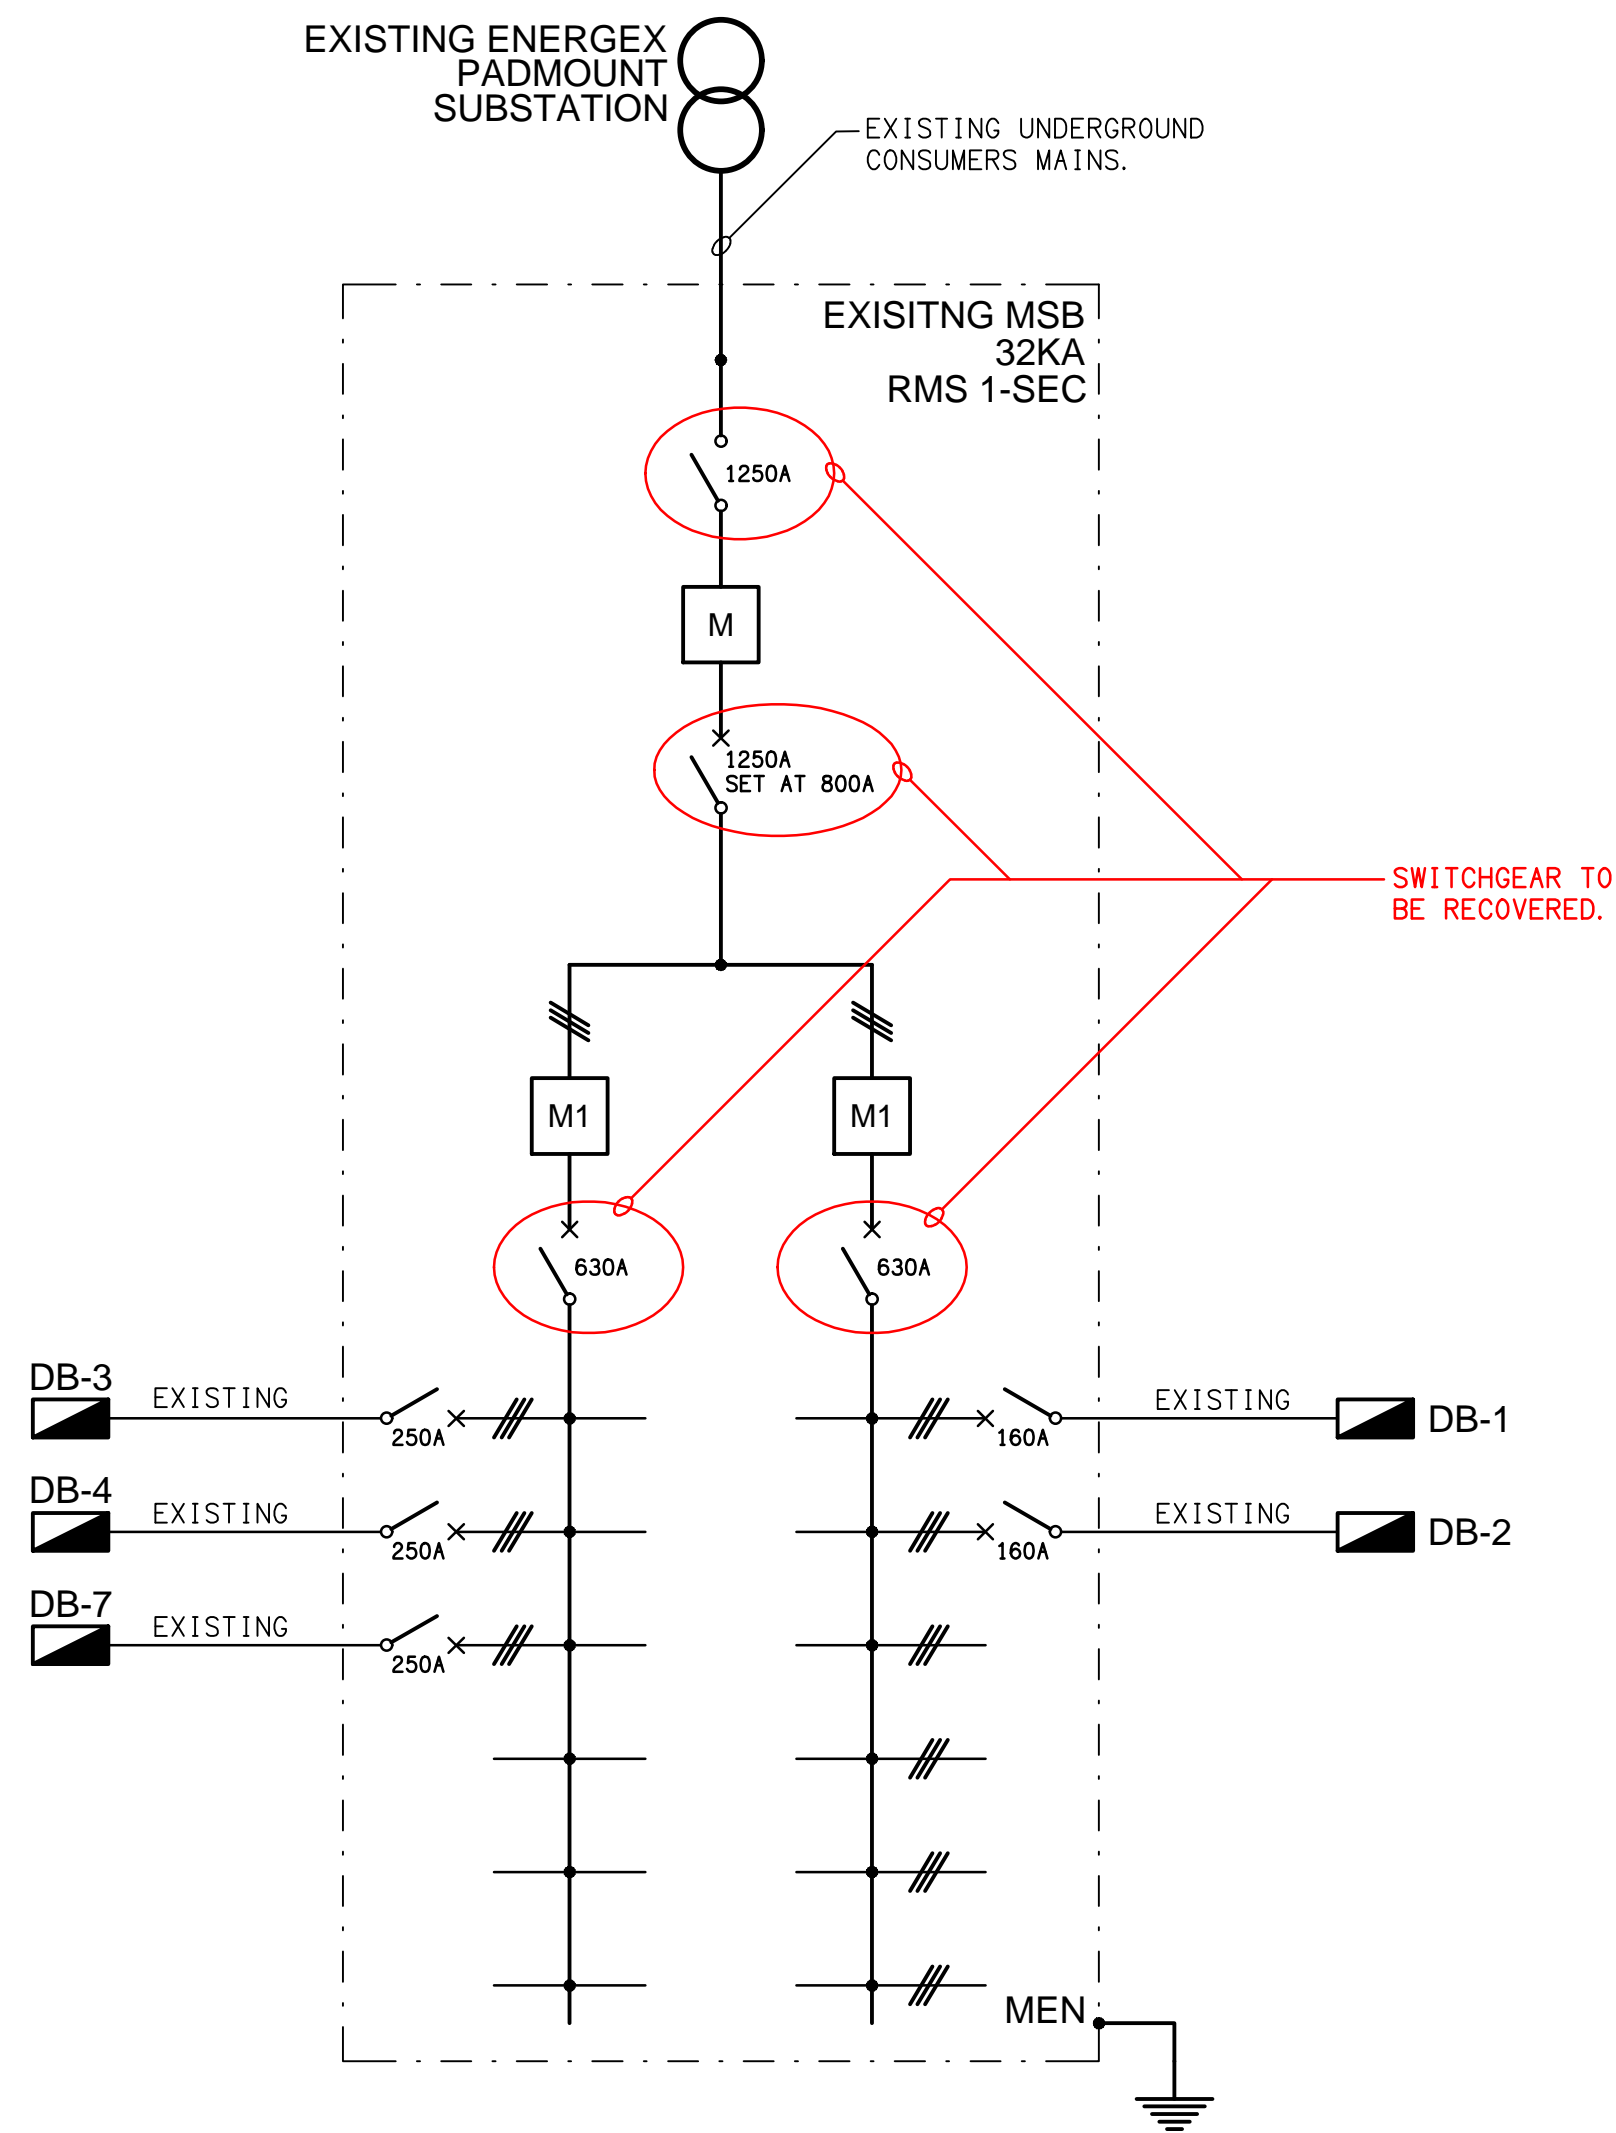 EXISTING ENERGEX
PADMOUNT
SUBSTATION
EXISTING UNDERGROUND
CONSUMERS MAINS.
EXISITNG MSB
32KA
RMS 1-SEC
1250A
M
1250A
SET AT 800A
SWITCHGEAR TO
BE RECOVERED.
M1
M1
630A
630A
DB-3
EXISTING
250A
160A
EXISTING
DB-1
DB-4
EXISTING
250A
160A
EXISTING
DB-2
DB-7
EXISTING
250A
MEN